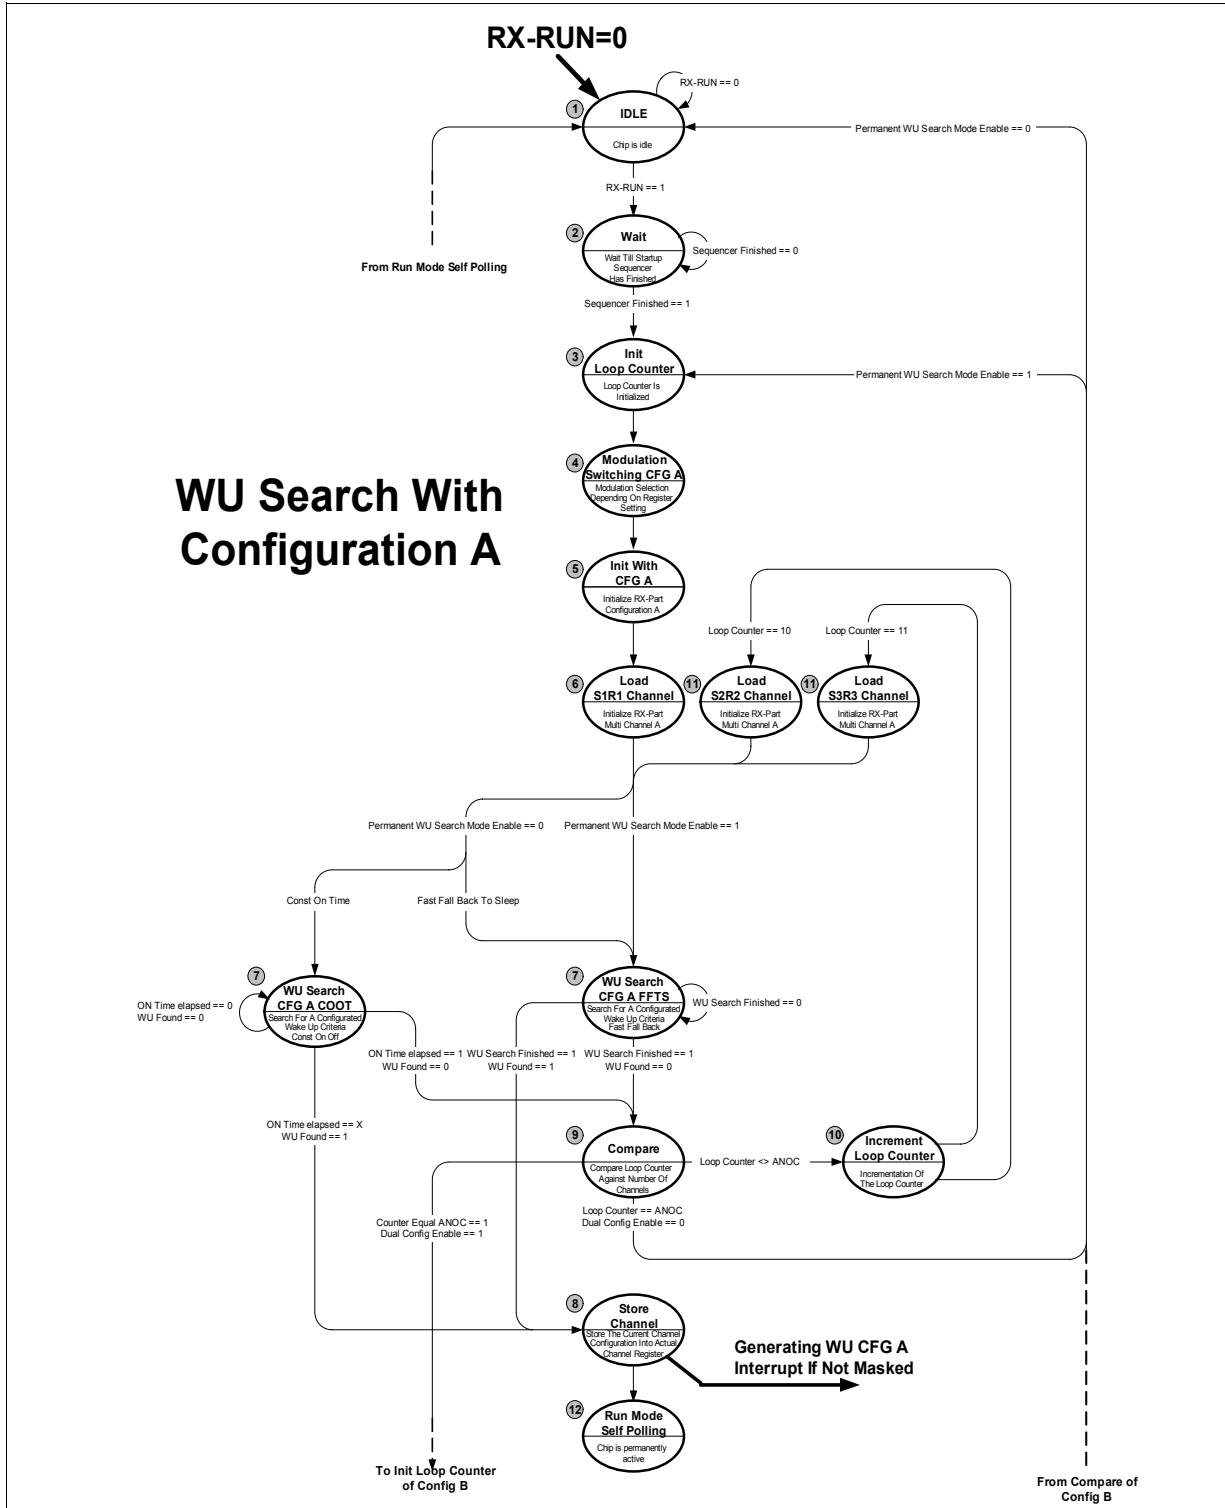 RX-RUN=0
RX-RUN == 0
1
IDLE
Chip is idle
Permanent WU Search Mode Enable == 0
RX-RUN == 1
2
Wait
Wait Till Startup
Sequencer
Has Finished
Sequencer Finished == 0
From Run Mode Self Polling
Sequencer Finished == 1
3
Init
Loop Counter
Loop Counter Is
Initialized
Permanent WU Search Mode Enable == 1
WU Search With
Configuration A
4
Modulation
Switching CFG A
Modulation Selection
Depending On Register
Setting
5
Init With
CFG A
Initialize RX-Part
Configuration A
Loop Counter == 10
Loop Counter == 11
6
Load
S1R1 Channel
Initialize RX-Part
Multi Channel A
11
Load
S2R2 Channel
Initialize RX-Part
Multi Channel A
11
Load
S3R3 Channel
Initialize RX-Part
Multi Channel A
Permanent WU Search Mode Enable == 0
Permanent WU Search Mode Enable == 1
Const On Time
Fast Fall Back To Sleep
7
WU Search
CFG A COOT
Search For A Configurated
Wake Up Criteria
Const On Off
ON Time elapsed == 0
WU Found == 0
7
WU Search
CFG A FFTS
Search For A Configurated
Wake Up Criteria
Fast Fall Back
WU Search Finished == 0
ON Time elapsed == 1
WU Found == 0
WU Search Finished == 1
WU Found == 1
WU Search Finished == 1
WU Found == 0
ON Time elapsed == X
WU Found == 1
9
Compare
Compare Loop Counter
Against Number Of
Channels
Loop Counter <> ANOC
10
Increment
Loop Counter
Incrementation Of
The Loop Counter
Counter Equal ANOC == 1
Dual Config Enable == 1
Loop Counter == ANOC
Dual Config Enable == 0
8
Store
Channel
Store The Current Channel
Configuration Into Actual
Channel Register
Generating WU CFG A
Interrupt If Not Masked
12
Run Mode
Self Polling
Chip is permanently
active
To Init Loop Counter
of Config B
From Compare of
Config B